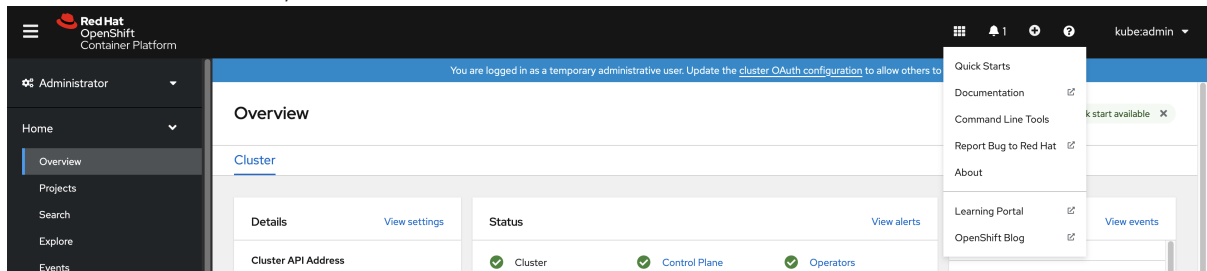 Red Hat
OpenShift
Container Platform
1
kube:admin
Administrator
You are logged in as a temporary administrative user. Update the cluster OAuth configuration to allow others to
Quick Starts
Documentation
Command Line Tools
Report Bug to Red Hat
About
Learning Portal
OpenShift Blog
Home
Overview
Projects
Search
Explore
Events
Overview
start available
Cluster
Details
View settings
Status
View alerts
View events
Cluster API Address
Cluster
Control Plane
Operators